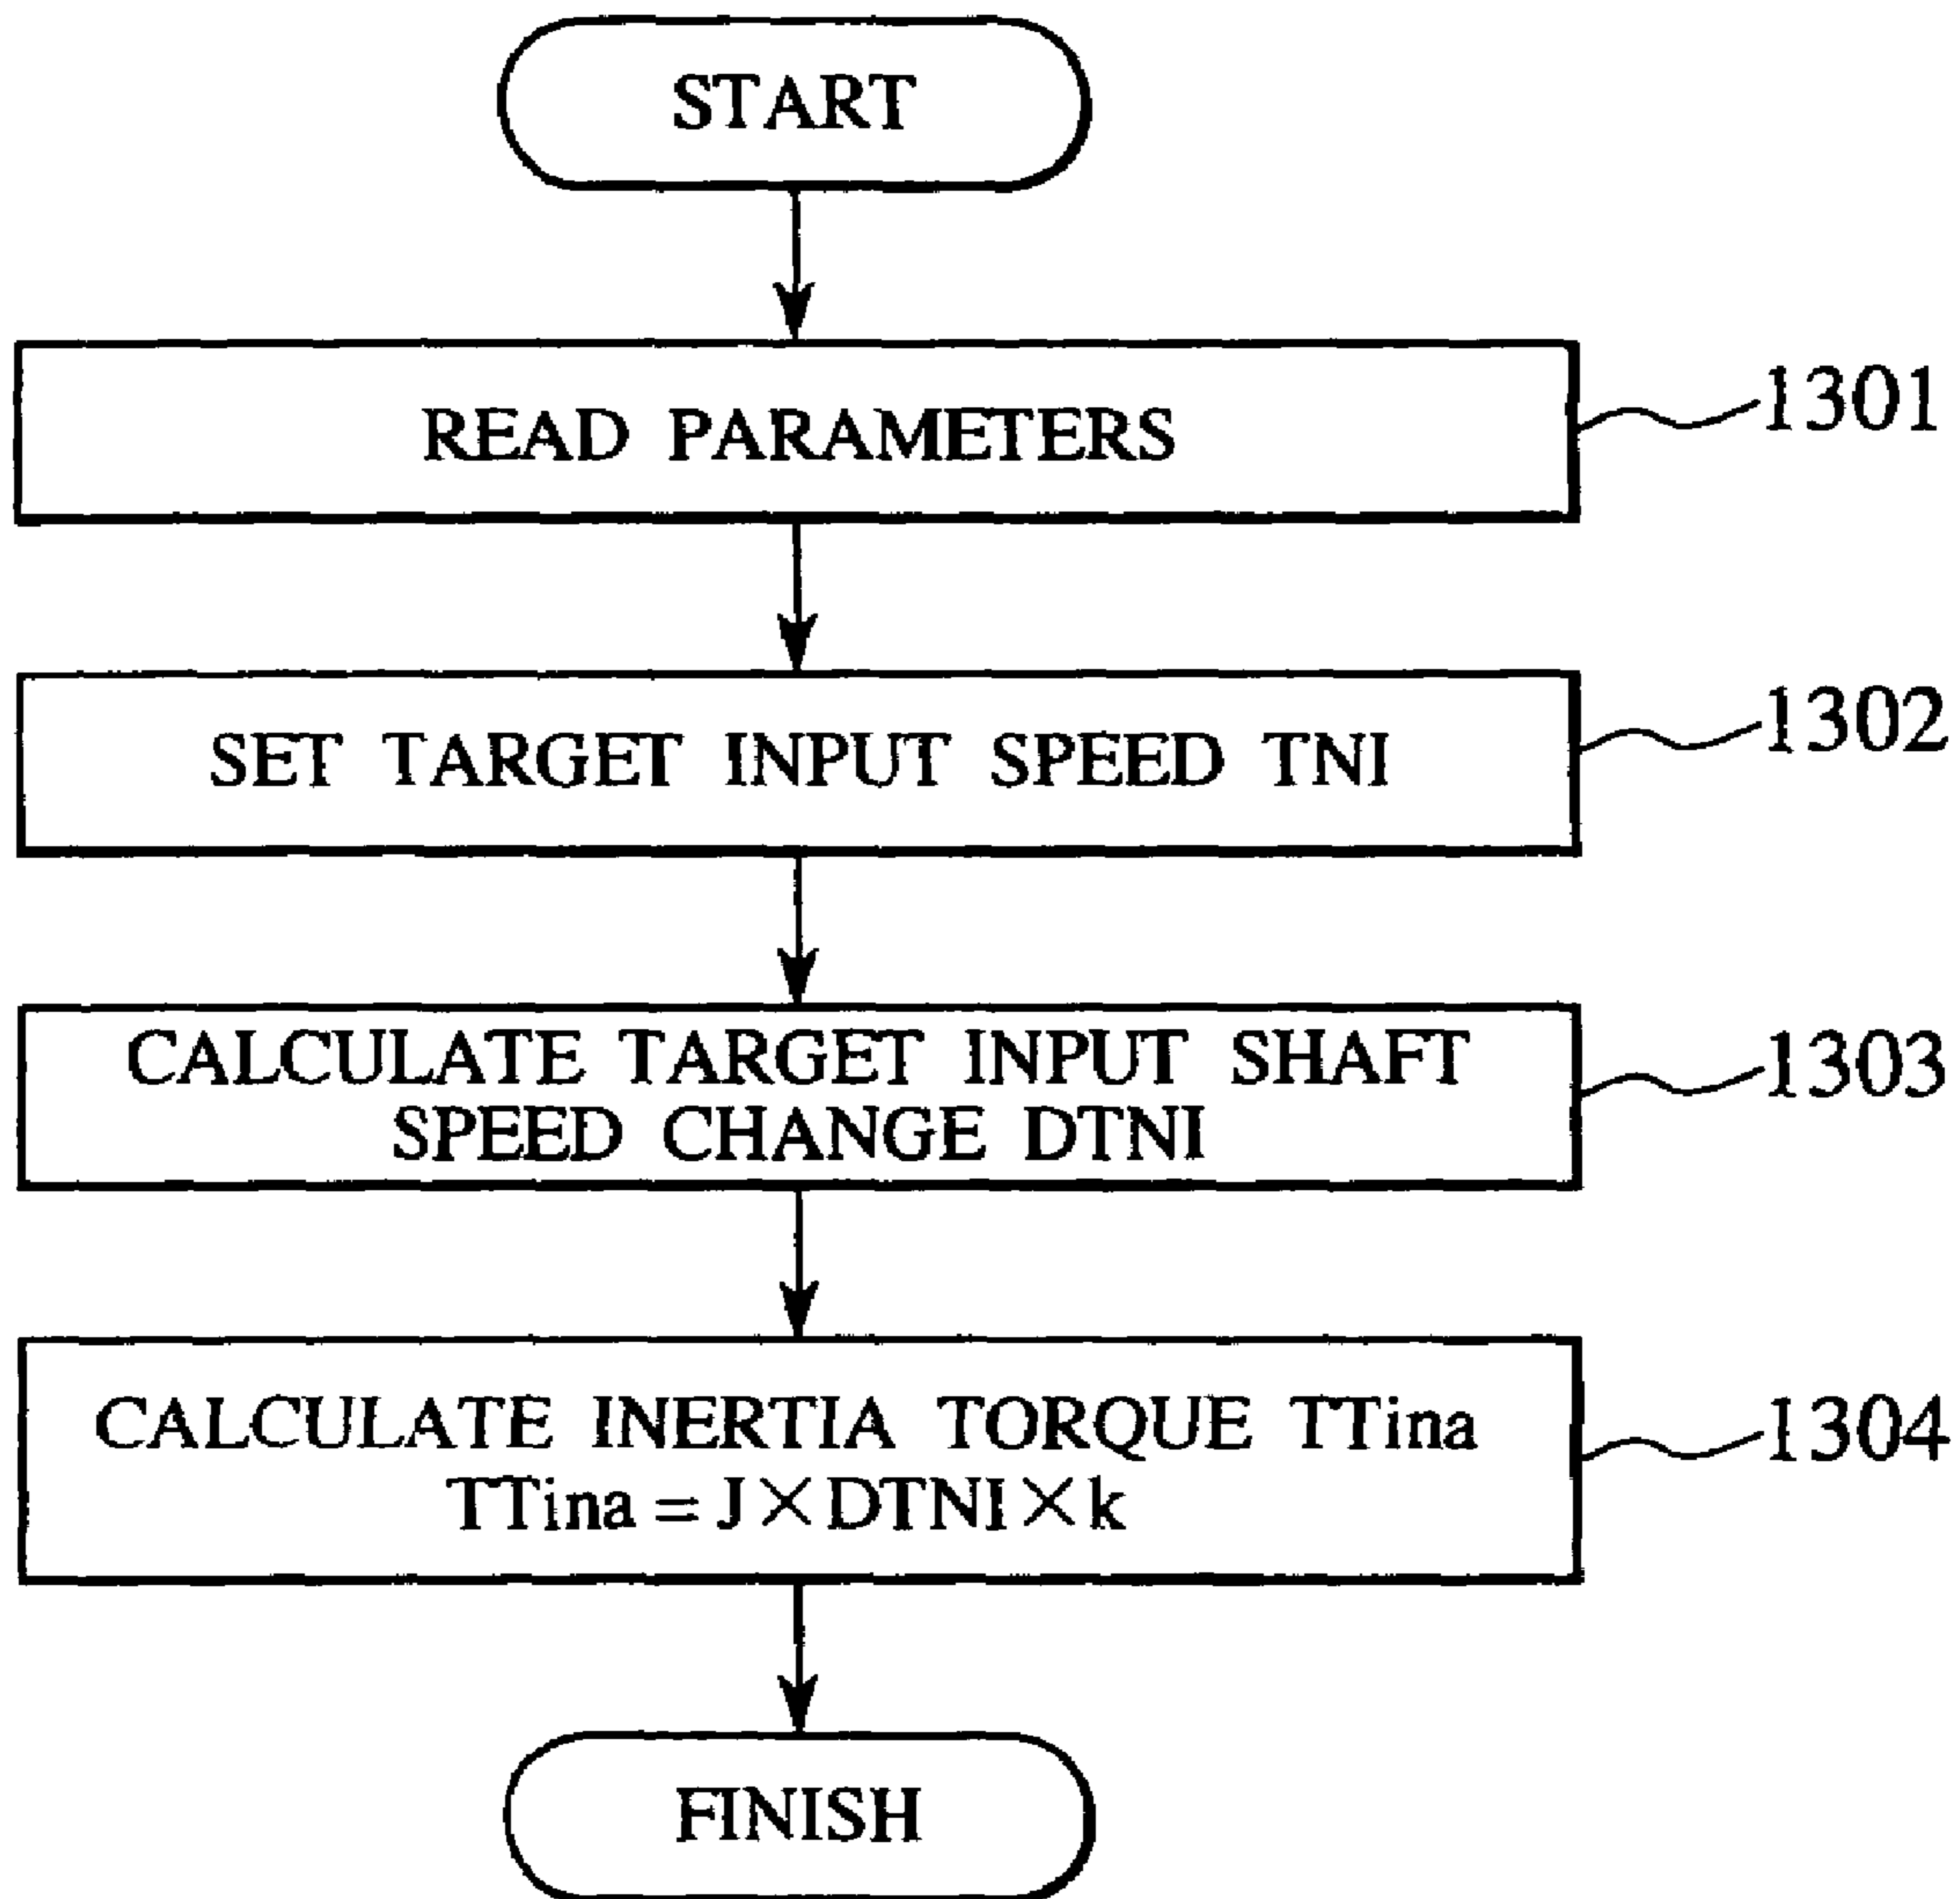 START
READ PARAMETERS
1301
SET TARGET INPUT SPEED TNI
1302
CALCULATE TARGET INPUT SHAFT
SPEED CHANGE DTNI
1303
CALCULATE INERTIA TORQUE TTina
TTina = J×DTNI×k
1304
FINISH